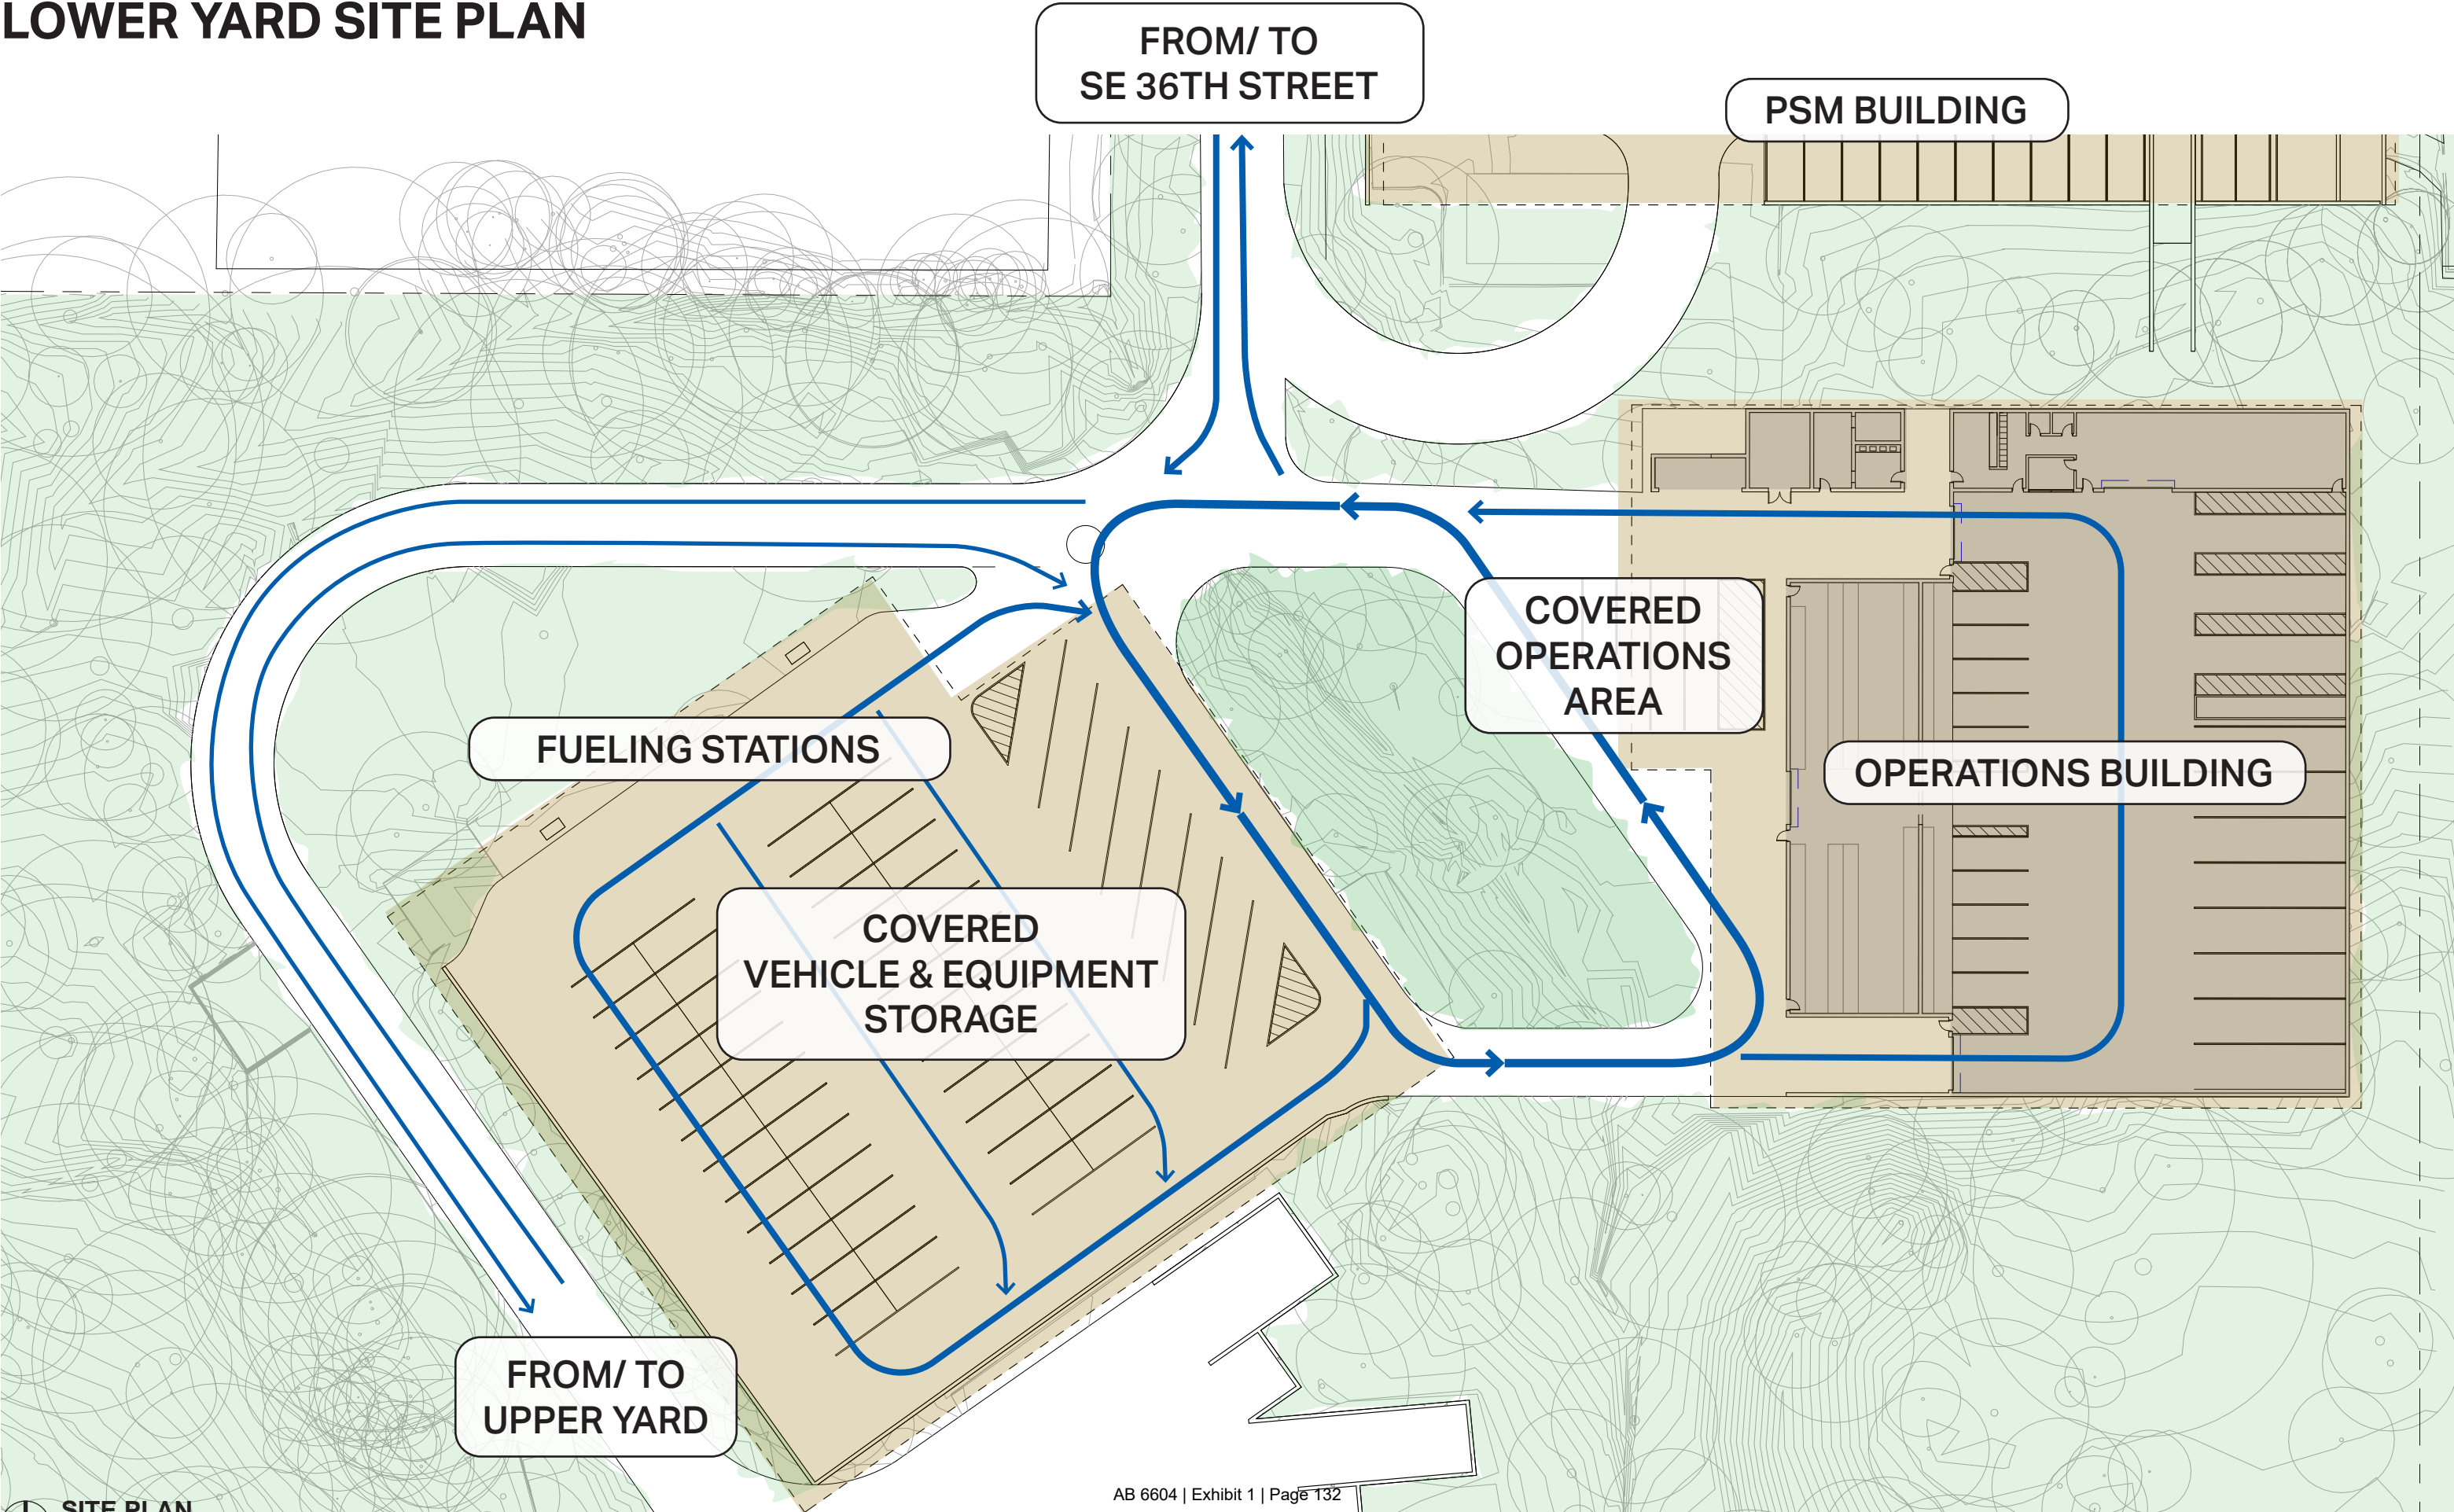 LOWER YARD SITE PLAN
FROM/ TO
SE 36TH STREET
PSM BUILDING
COVERED
OPERATIONS
AREA
FUELING STATIONS
OPERATIONS BUILDING
COVERED
VEHICLE & EQUIPMENT
STORAGE
FROM/ TO
UPPER YARD
AB 6604 | Exhibit 1 | Page 132
SITE PLAN